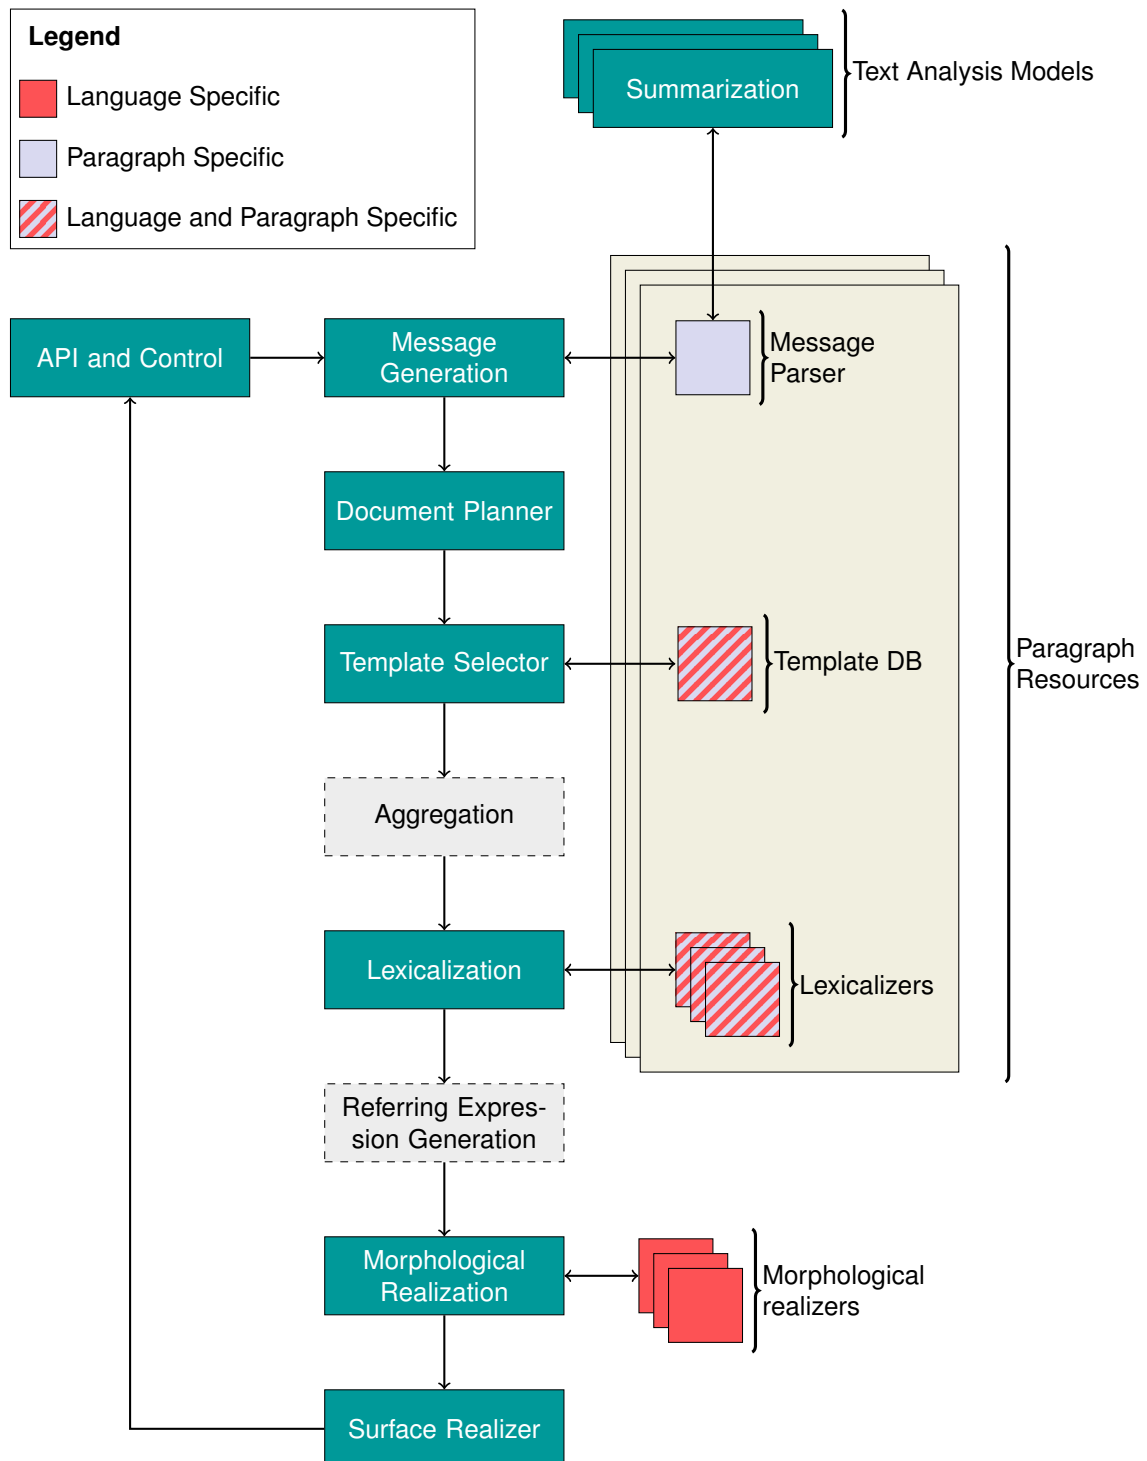 Legend
Language Specific
Paragraph Specific
Language and Paragraph Specific
Summarization
Text Analysis Models
API and Control
Message
Generation
Message
Parser
Document Planner
Template Selector
Template DB
Paragraph
Resources
Aggregation
Lexicalization
Lexicalizers
Referring Expres-
sion Generation
Morphological
Realization
Morphological
realizers
Surface Realizer